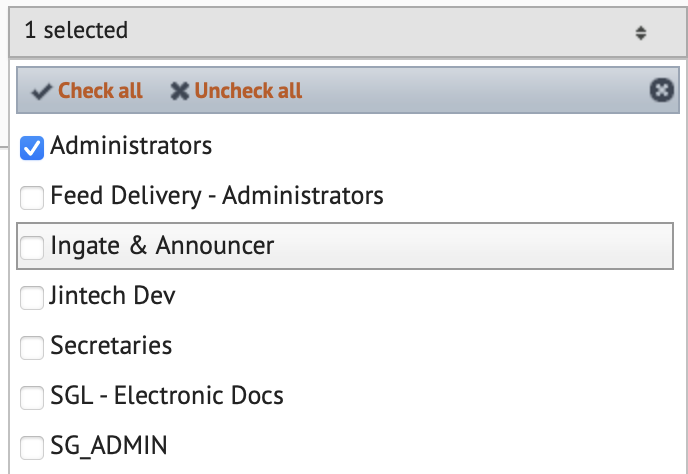 1 selected
Check all Uncheck all
Administrators
Feed Delivery - Administrators
Ingate & Announcer
Jintech Dev
Secretaries
SGL - Electronic Docs
SG_ADMIN